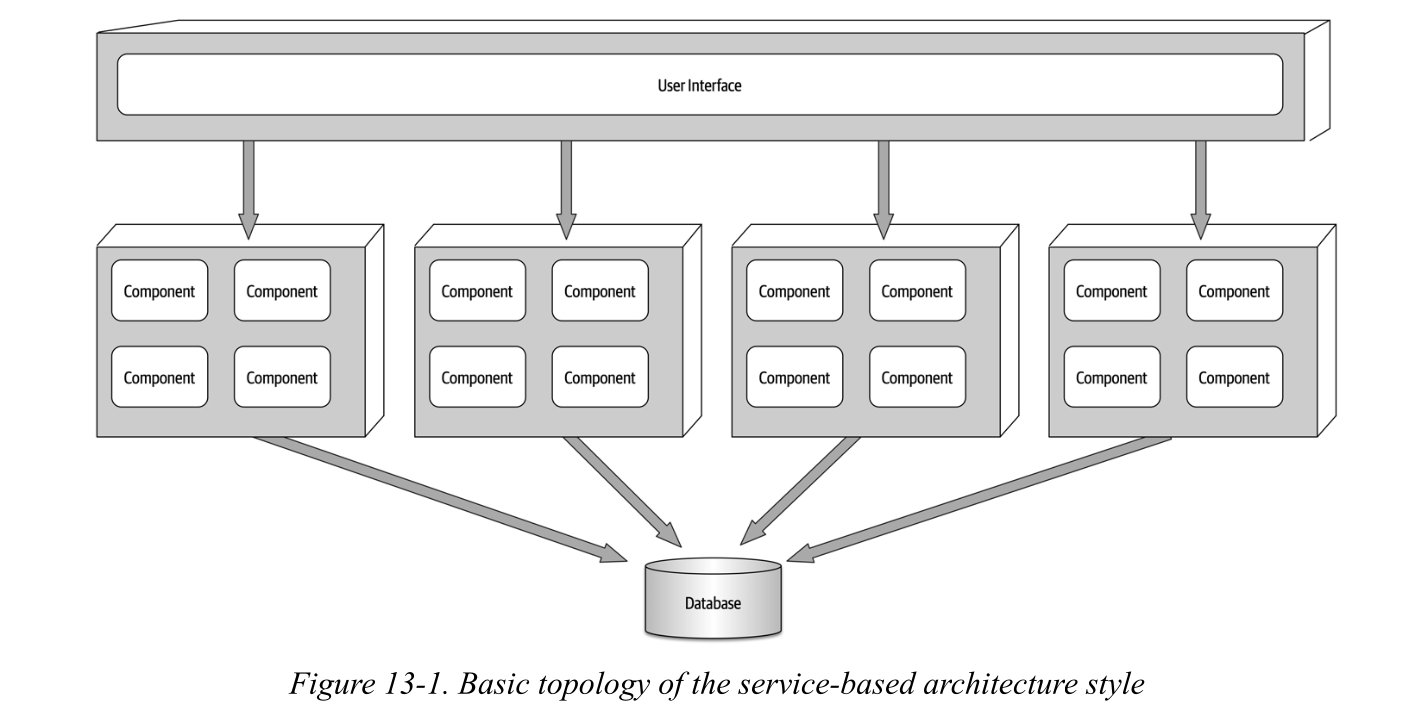 User Interface
Component Component Component Component Component Component Component Component
Component Component Component Component Component Component Component Component
Database
Figure 13-1. Basic topology of the service-based architecture style